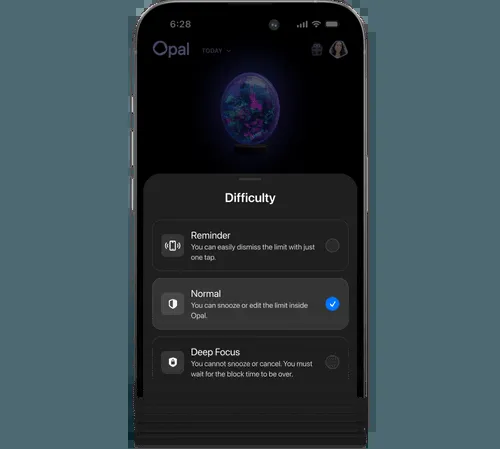 6:28
Opal TODAY
Difficulty
Reminder
You can easily dismiss the limit with just
one tap.
Normal
You can snooze or edit the limit inside
Opal.
Deep Focus
You cannot snooze or cancel. You must
wait for the block time to be over.